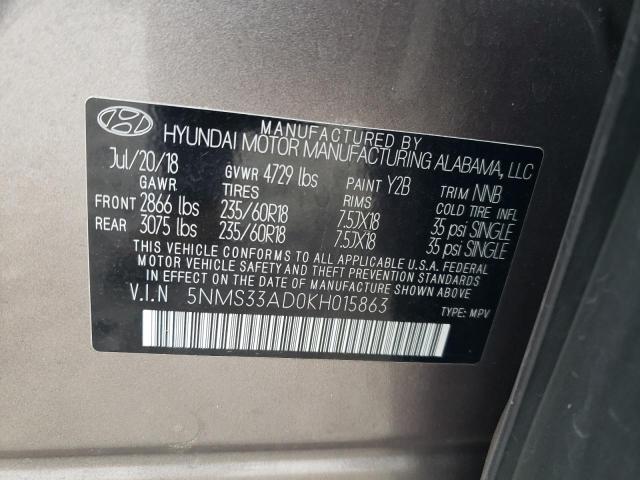 MANUFACTURED BY
HYUNDAI MOTOR MANUFACTURING ALABAMA, LLC
Jul/20/18 GVWR 4729 lbs PAINT Y2B TRIM NNB
GAWR TIRES RIMS COLD TIRE INFL
FRONT 2866 lbs 235/60R18 7.5JX18 35 psi SINGLE
REAR 3075 lbs 235/60R18 7.5JX18 35 psi SINGLE
THIS VEHICLE CONFORMS TO ALL APPLICABLE U.S.A. FEDERAL
MOTOR VEHICLE SAFETY AND THEFT PREVENTION STANDARDS
IN EFFECT ON THE DATE OF MANUFACTURE SHOWN ABOVE.
V.I.N 5NMS33AD0KH015863 TYPE: MPV